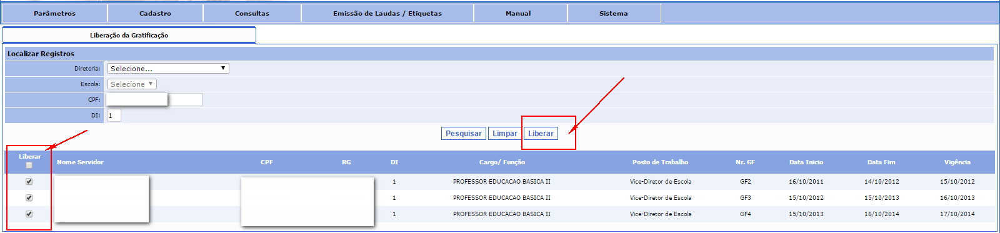 Parâmetros Cadastro Consultas Emissão de Laudas / Etiquetas Manual Sistema
Liberação da Gratificação
Localizar Registros
Diretoria: Selecione...
Escola: Selecione
CPF:
DI: 1
Pesquisar Limpar Liberar
Liberar Nome Servidor CPF RG DI Cargo/ Função Posto de Trabalho Nr. GF Data Inicio Data Fim Vigência
1 PROFESSOR EDUCACAO BASICA II Vice-Diretor de Escola GF2 16/10/2011 14/10/2012 15/10/2012
1 PROFESSOR EDUCACAO BASICA II Vice-Diretor de Escola GF3 15/10/2012 15/10/2013 16/10/2013
1 PROFESSOR EDUCACAO BASICA II Vice-Diretor de Escola GF4 15/10/2013 16/10/2014 17/10/2014